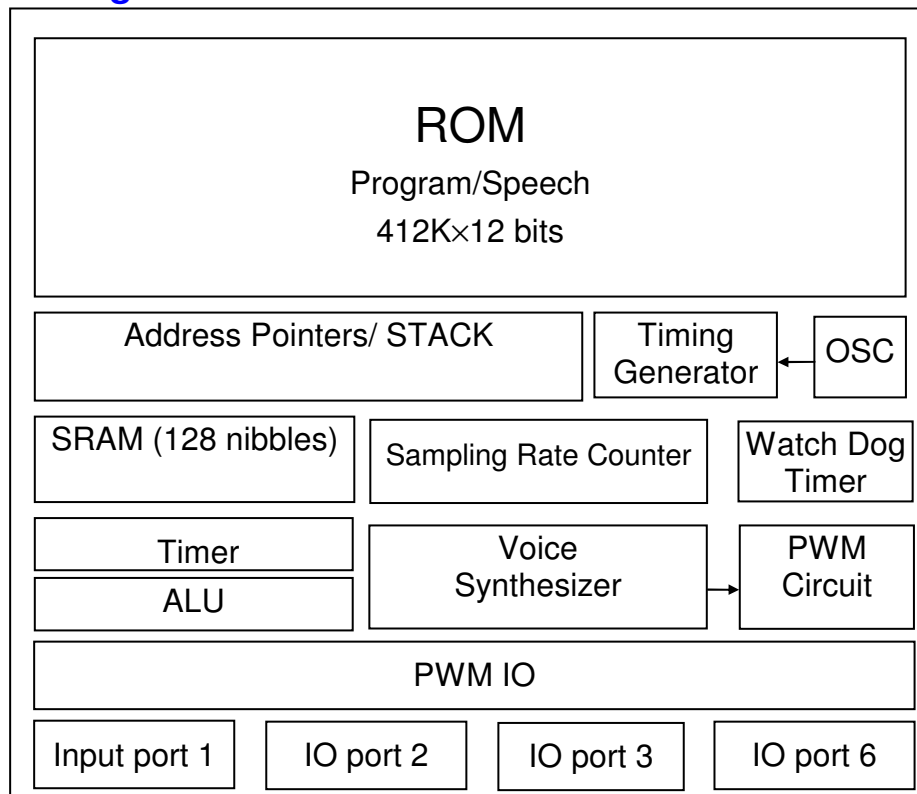 ROM
Program/Speech
412K×12 bits
Address Pointers/ STACK
Timing
Generator
OSC
SRAM (128 nibbles)
Sampling Rate Counter
Watch Dog
Timer
Timer
ALU
Voice
Synthesizer
PWM
Circuit
PWM IO
Input port 1
IO port 2
IO port 3
IO port 6